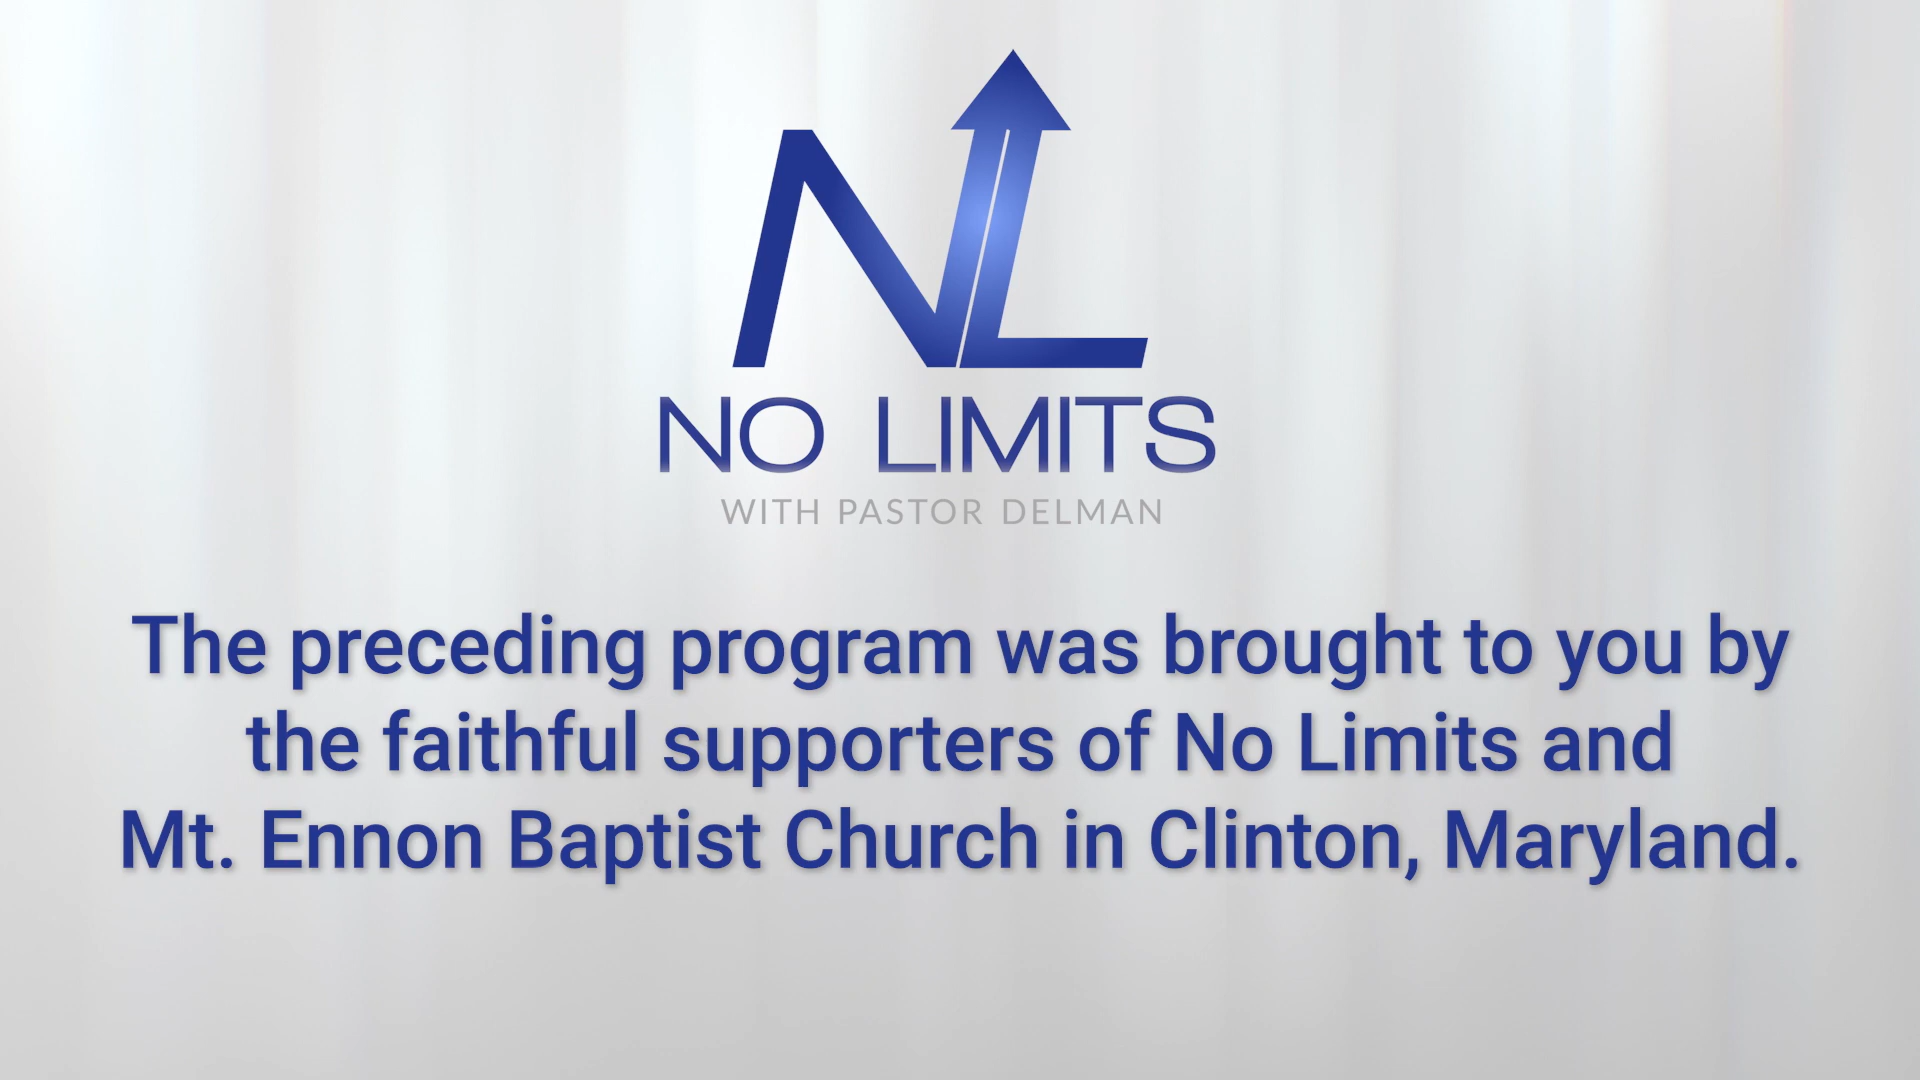 NL
NO LIMITS
WITH PASTOR DELMAN
The preceding program was brought to you by
the faithful supporters of No Limits and
Mt. Ennon Baptist Church in Clinton, Maryland.